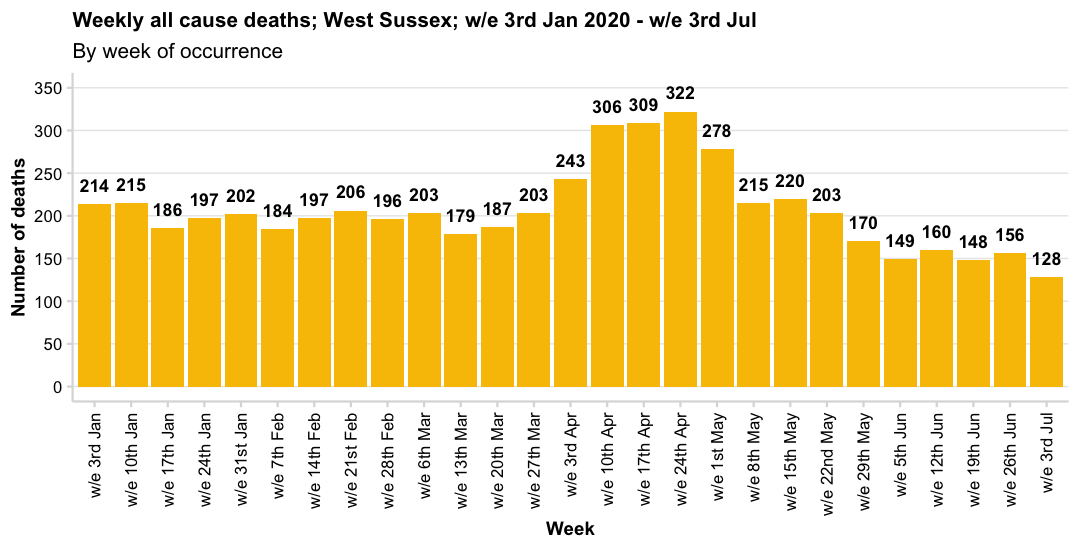 Weekly all cause deaths; West Sussex; w/e 3rd Jan 2020 - w/e 3rd Jul
By week of occurrence
Number of deaths
350
300
250
200
150
100
50
0
214
215
186
197
202
184
197
206
196
203
179
187
203
243
306
309
322
278
215
220
203
170
149
160
148
156
128
w/e 3rd Jan
w/e 10th Jan
w/e 17th Jan
w/e 24th Jan
w/e 31st Jan
w/e 7th Feb
w/e 14th Feb
w/e 21st Feb
w/e 28th Feb
w/e 6th Mar
w/e 13th Mar
w/e 20th Mar
w/e 27th Mar
w/e 3rd Apr
w/e 10th Apr
w/e 17th Apr
w/e 24th Apr
w/e 1st May
w/e 8th May
w/e 15th May
w/e 22nd May
w/e 29th May
w/e 5th Jun
w/e 12th Jun
w/e 19th Jun
w/e 26th Jun
w/e 3rd Jul
Week